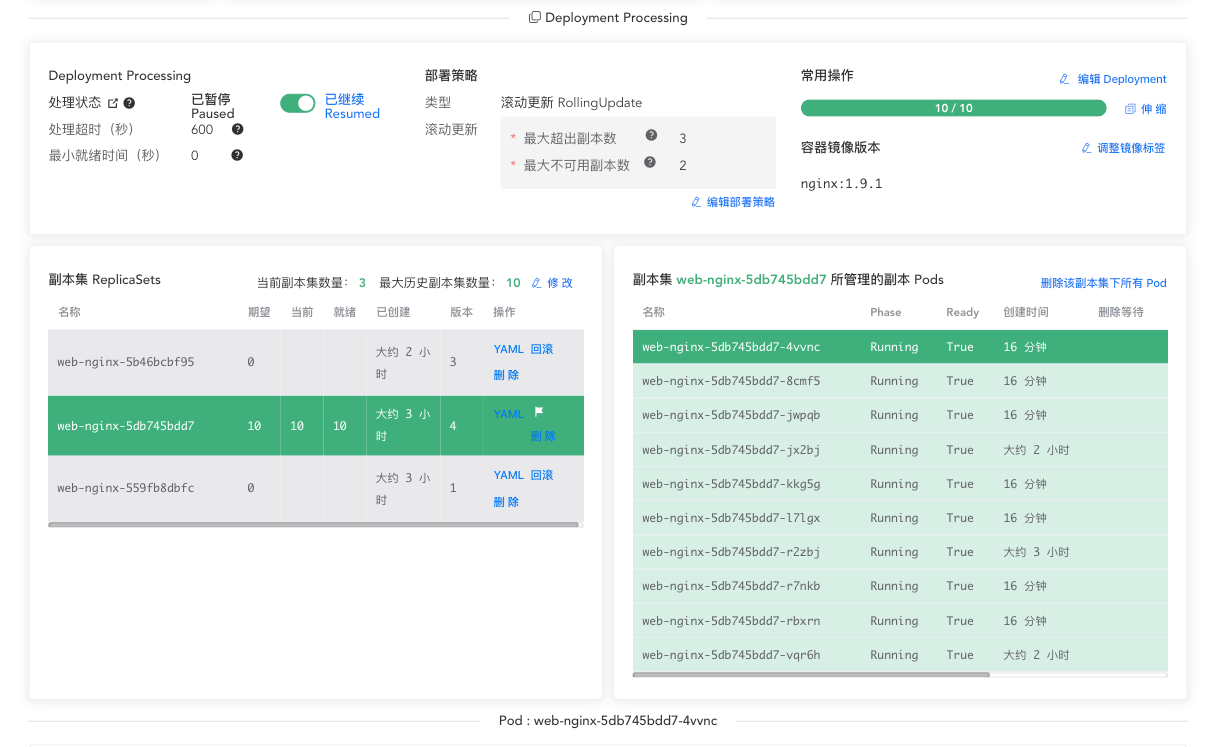 Deployment Processing
Deployment Processing
处理状态
已暂停
Paused
已继续
Resumed
处理超时（秒）
600
最小就绪时间（秒）
0
部署策略
类型
滚动更新 RollingUpdate
滚动更新
* 最大超出副本数 3
* 最大不可用副本数 2
编辑部署策略
常用操作
编辑 Deployment
10 / 10
伸 缩
容器镜像版本
调整镜像标签
nginx:1.9.1
副本集 ReplicaSets
当前副本集数量： 3 最大历史副本集数量： 10 修 改
名称 期望 当前 就绪 已创建 版本 操作
web-nginx-5b46bcbf95 0 大约 2 小时 3 YAML 回滚
删 除
web-nginx-5db745bdd7 10 10 10 大约 3 小时 4 YAML
删 除
web-nginx-559fb8dbfc 0 大约 3 小时 1 YAML 回滚
删 除
副本集 web-nginx-5db745bdd7 所管理的副本 Pods
删除该副本集下所有 Pod
名称 Phase Ready 创建时间 删除等待
web-nginx-5db745bdd7-4vvnc Running True 16 分钟
web-nginx-5db745bdd7-8cmf5 Running True 16 分钟
web-nginx-5db745bdd7-jwpqb Running True 16 分钟
web-nginx-5db745bdd7-jx2bj Running True 大约 2 小时
web-nginx-5db745bdd7-kkg5g Running True 16 分钟
web-nginx-5db745bdd7-l7lgx Running True 16 分钟
web-nginx-5db745bdd7-r2zbj Running True 大约 3 小时
web-nginx-5db745bdd7-r7nkb Running True 16 分钟
web-nginx-5db745bdd7-rbxrn Running True 16 分钟
web-nginx-5db745bdd7-vqr6h Running True 大约 2 小时
Pod : web-nginx-5db745bdd7-4vvnc